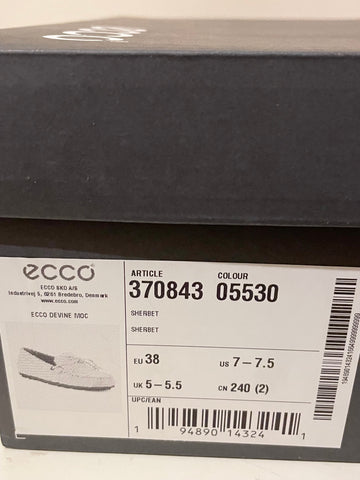 ecco
ecco
ECCO SKO A/S
Industrivej 5, 6261 Bredebro, Denmark
www.ecco.com
ECCO DEVINE MOC
ARTICLE COLOUR
370843 05530
SHERBET
SHERBET
EU 38 US 7-7.5
UK 5-5.5 CN 240 (2)
UPC/EAN
1 94890 14324 1